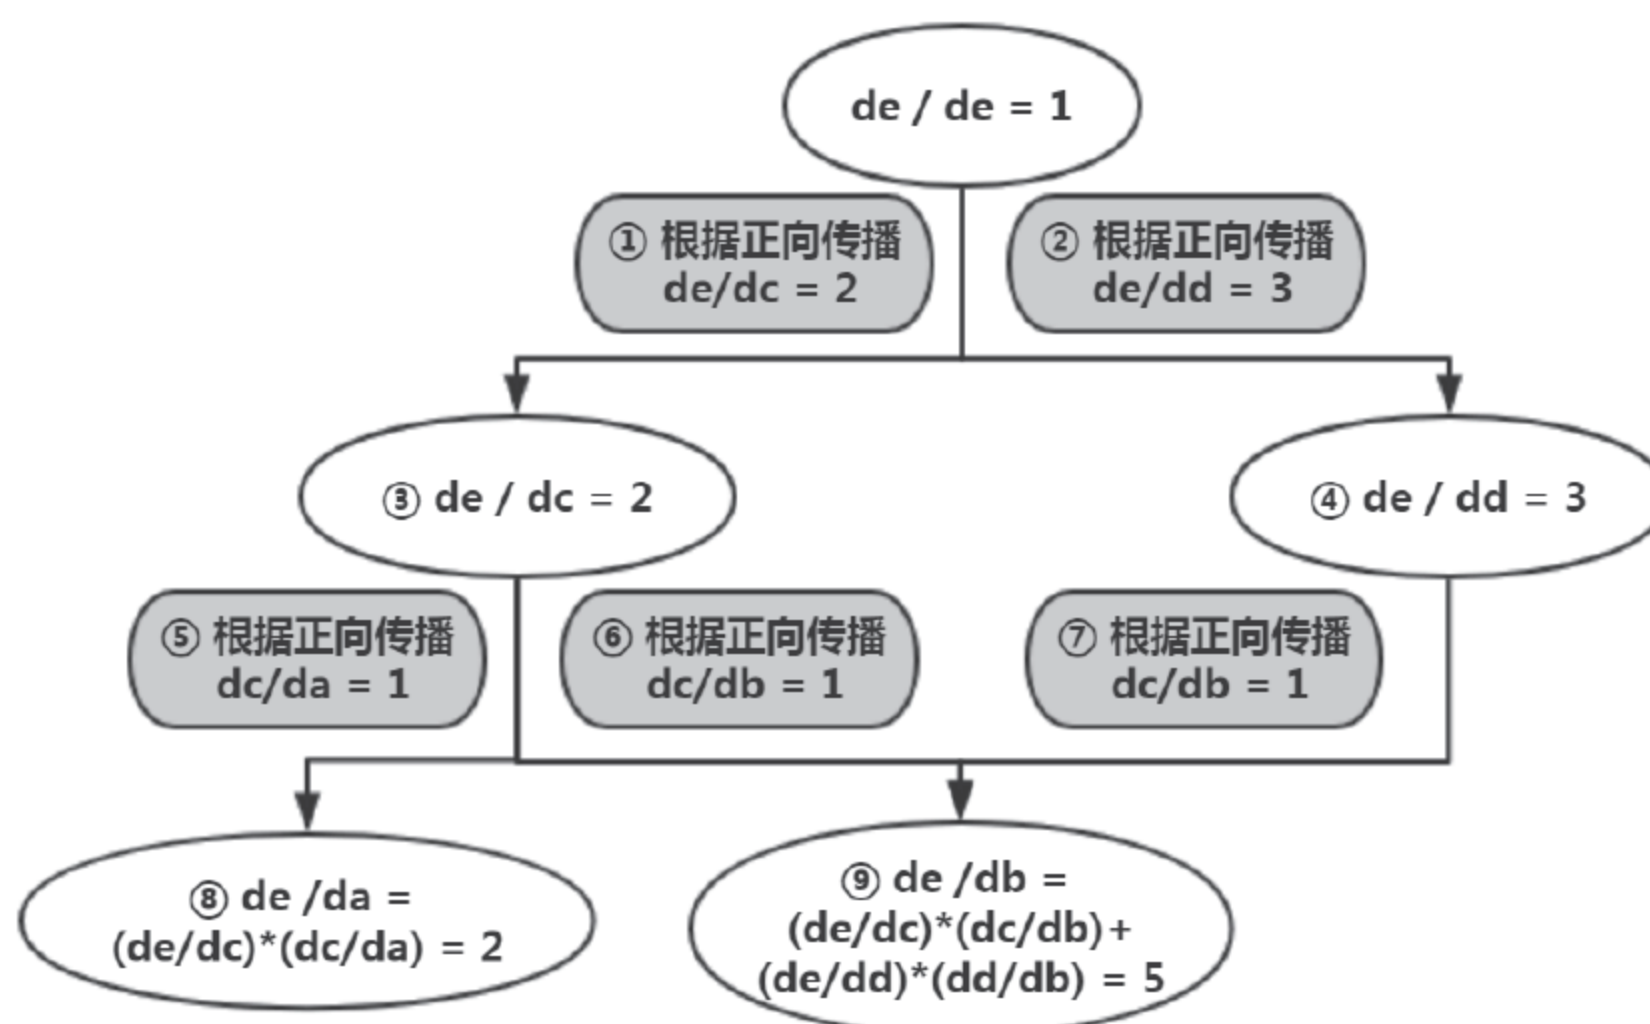 de / de = 1
① 根据正向传播
de/dc = 2
② 根据正向传播
de/dd = 3
③ de / dc = 2
④ de / dd = 3
⑤ 根据正向传播
dc/da = 1
⑥ 根据正向传播
dc/db = 1
⑦ 根据正向传播
dc/db = 1
⑧ de /da =
(de/dc)*(dc/da) = 2
⑨ de /db =
(de/dc)*(dc/db)+
(de/dd)*(dd/db) = 5